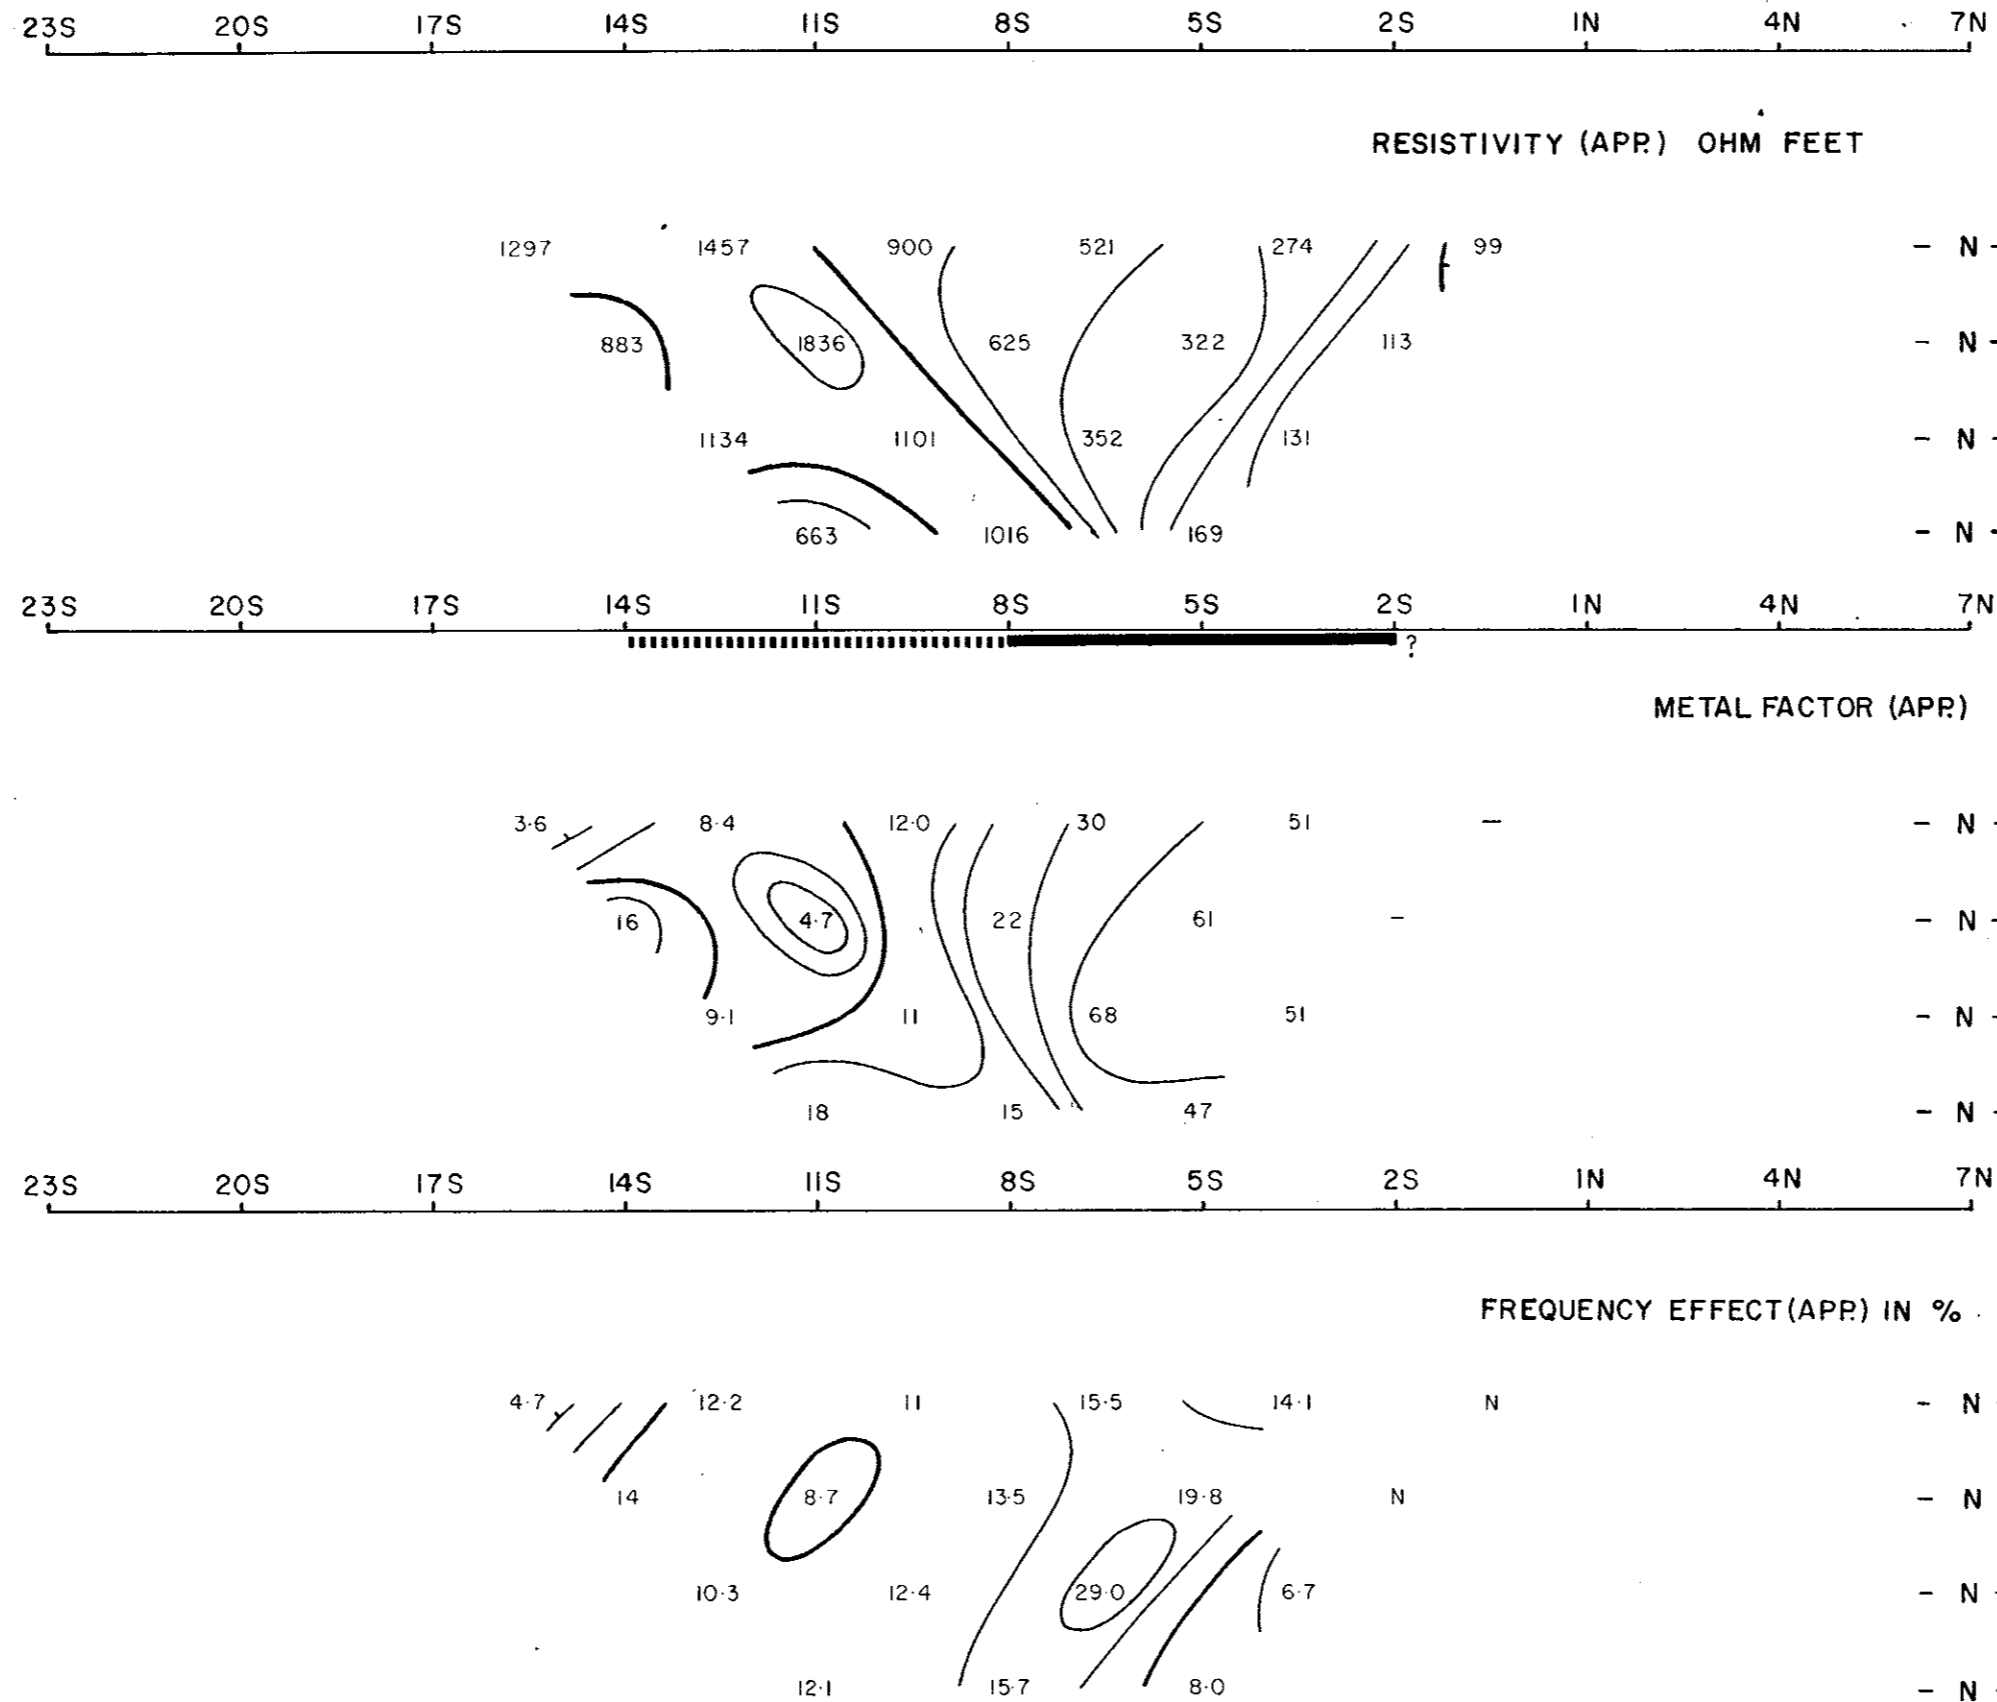 23S 20S 17S 14S 11S 8S 5S 2S 1N 4N 7N
RESISTIVITY (APP.) OHM FEET
1297 1457 900 521 274 99 – N -
883 1836 625 322 113 – N -
1134 1101 352 131 – N -
663 1016 169 – N -
23S 20S 17S 14S 11S 8S 5S 2S 1N 4N 7N
?
METAL FACTOR (APP.)
3·6 8·4 12·0 30 51 – – N -
16 4·7 22 61 – – N -
9·1 11 68 51 – N -
18 15 47 – N -
23S 20S 17S 14S 11S 8S 5S 2S 1N 4N 7N
FREQUENCY EFFECT (APP.) IN %
4·7 12·2 11 15·5 14·1 N – N
14 8·7 13·5 19·8 N – N
10·3 12·4 29·0 6·7 – N
12·1 15·7 8·0 – N